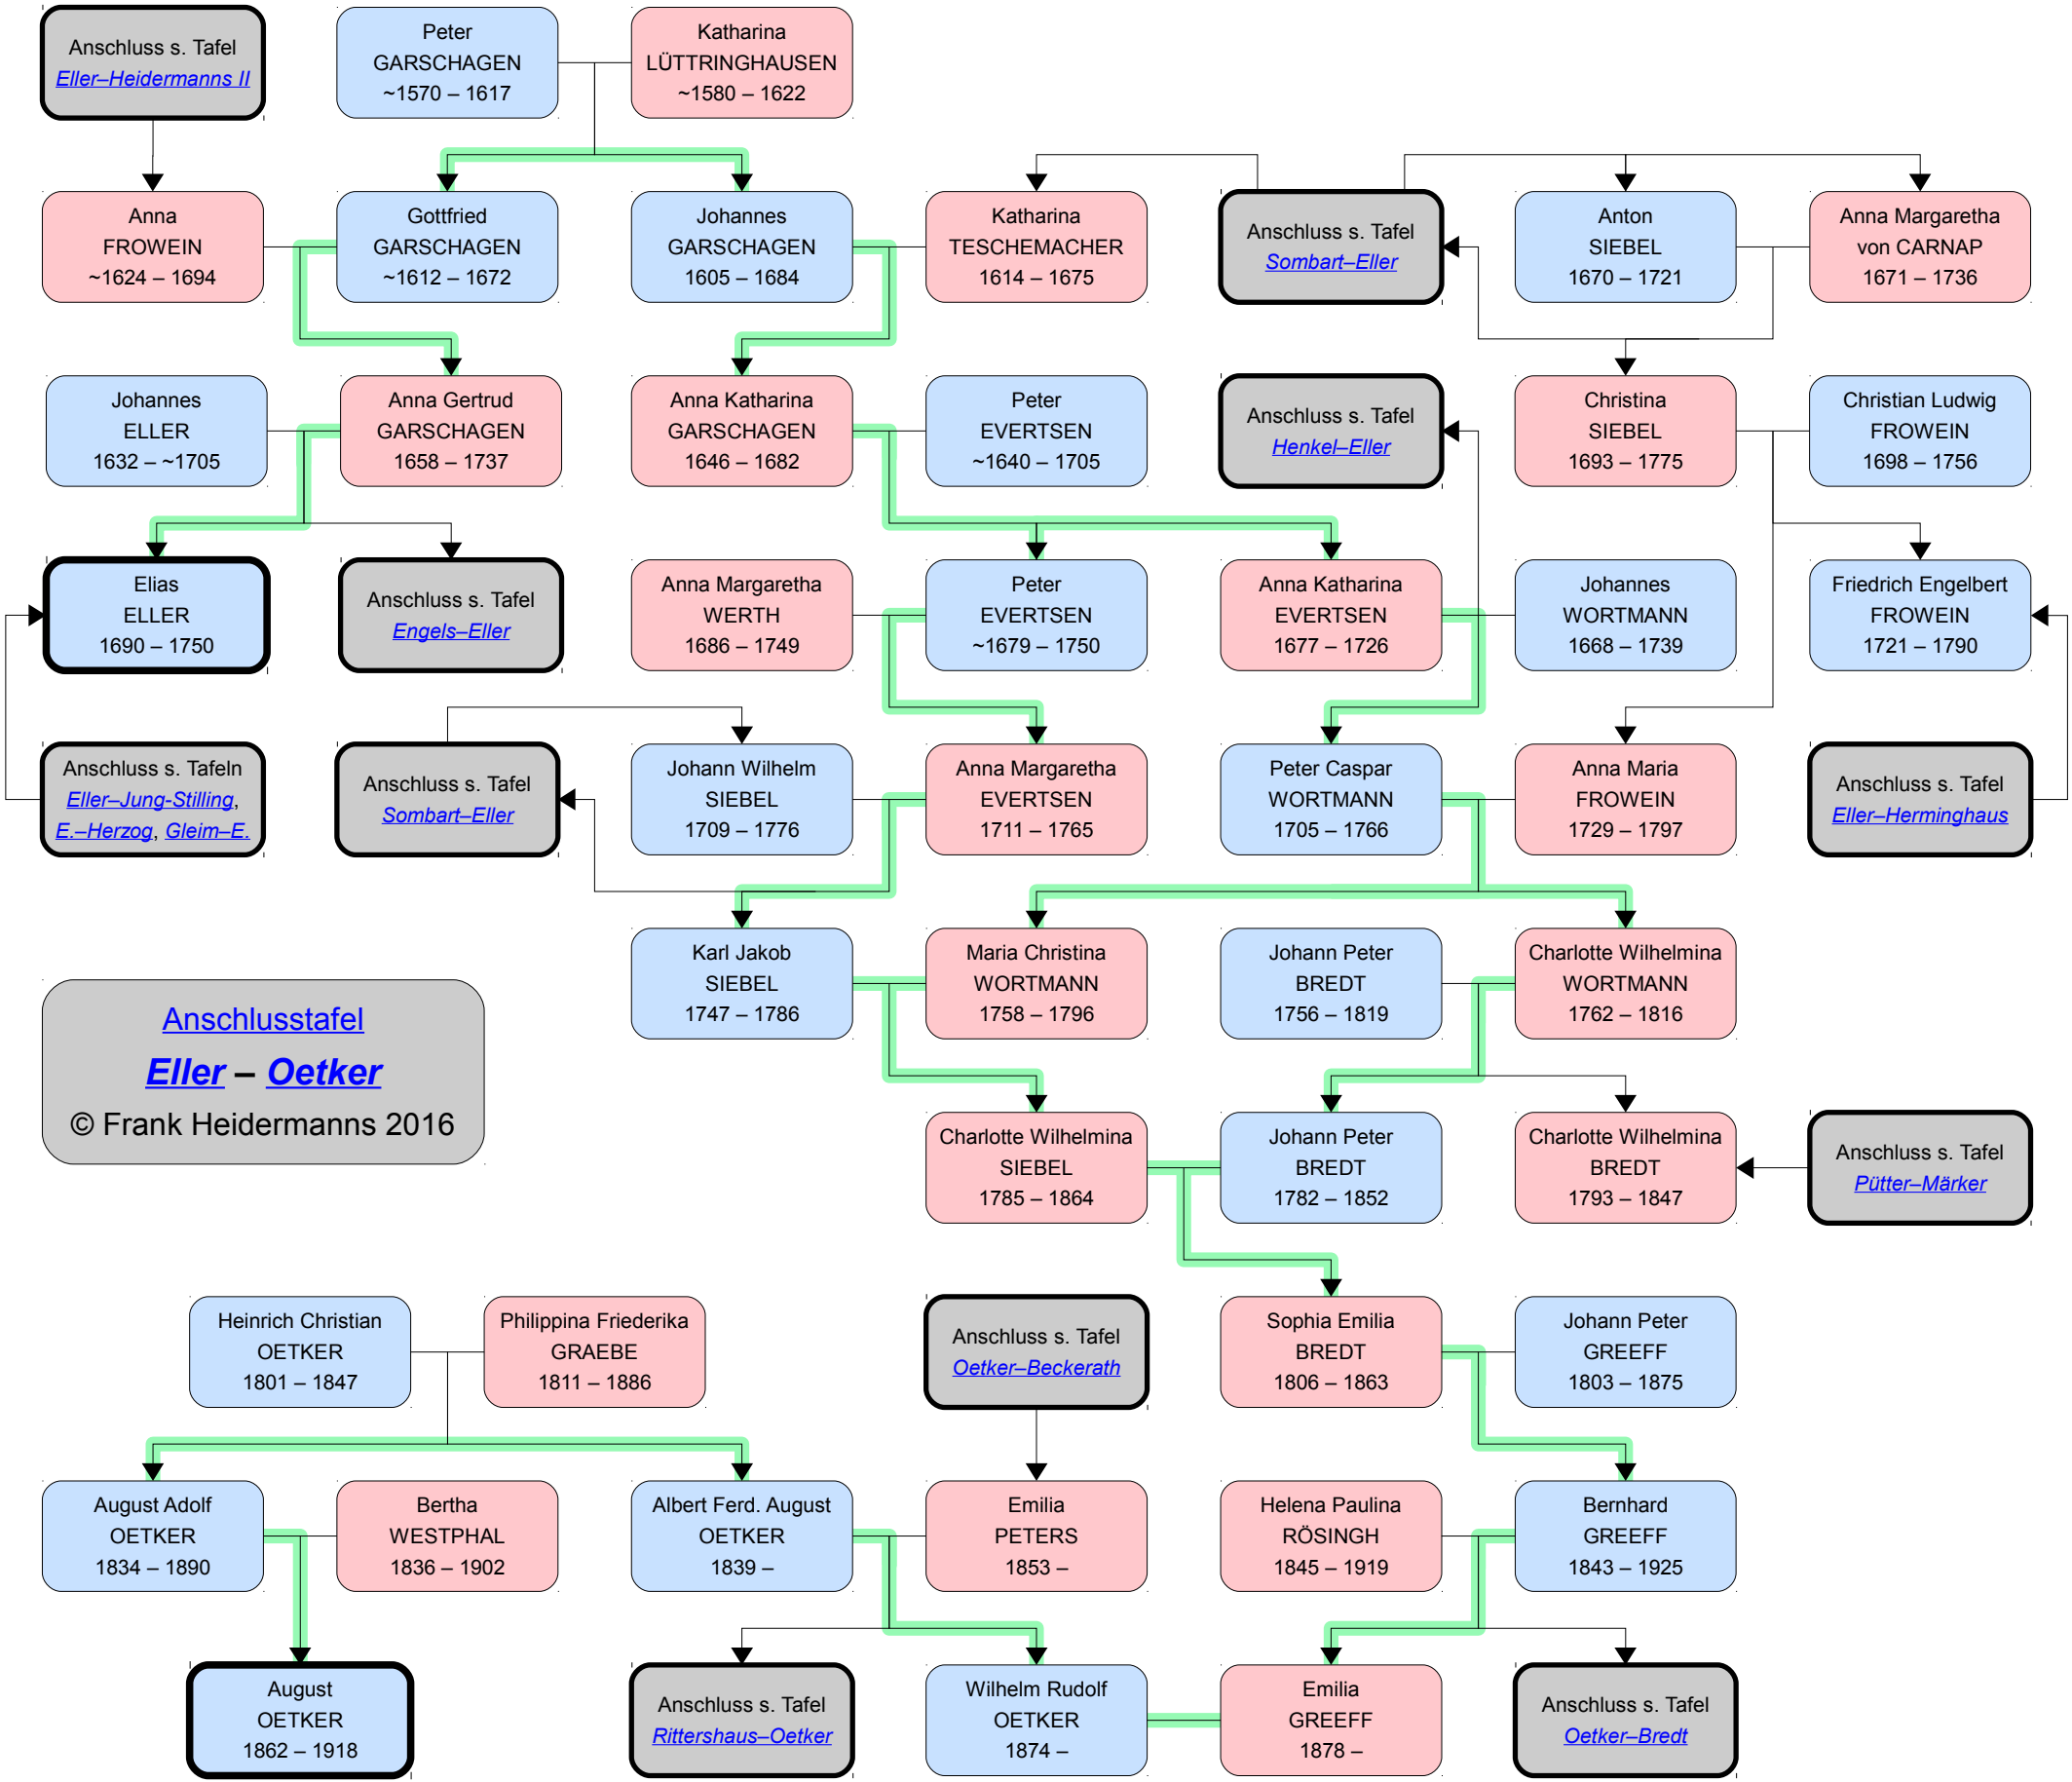 Anschluss s. Tafel
Eller–Heidermanns II
Peter
GARSCHAGEN
~1570 – 1617
Katharina
LÜTTRINGHAUSEN
~1580 – 1622
Anna
FROWEIN
~1624 – 1694
Gottfried
GARSCHAGEN
~1612 – 1672
Johannes
GARSCHAGEN
1605 – 1684
Katharina
TESCHEMACHER
1614 – 1675
Anschluss s. Tafel
Sombart–Eller
Anton
SIEBEL
1670 – 1721
Anna Margaretha
von CARNAP
1671 – 1736
Johannes
ELLER
1632 – ~1705
Anna Gertrud
GARSCHAGEN
1658 – 1737
Anna Katharina
GARSCHAGEN
1646 – 1682
Peter
EVERTSEN
~1640 – 1705
Anschluss s. Tafel
Henkel–Eller
Christina
SIEBEL
1693 – 1775
Christian Ludwig
FROWEIN
1698 – 1756
Elias
ELLER
1690 – 1750
Anschluss s. Tafel
Engels–Eller
Anna Margaretha
WERTH
1686 – 1749
Peter
EVERTSEN
~1679 – 1750
Anna Katharina
EVERTSEN
1677 – 1726
Johannes
WORTMANN
1668 – 1739
Friedrich Engelbert
FROWEIN
1721 – 1790
Anschluss s. Tafeln
Eller–Jung-Stilling,
E.–Herzog, Gleim–E.
Anschluss s. Tafel
Sombart–Eller
Johann Wilhelm
SIEBEL
1709 – 1776
Anna Margaretha
EVERTSEN
1711 – 1765
Peter Caspar
WORTMANN
1705 – 1766
Anna Maria
FROWEIN
1729 – 1797
Anschluss s. Tafel
Eller–Herminghaus
Karl Jakob
SIEBEL
1747 – 1786
Maria Christina
WORTMANN
1758 – 1796
Johann Peter
BREDT
1756 – 1819
Charlotte Wilhelmina
WORTMANN
1762 – 1816
Anschlusstafel
Eller – Oetker
© Frank Heidermanns 2016
Charlotte Wilhelmina
SIEBEL
1785 – 1864
Johann Peter
BREDT
1782 – 1852
Charlotte Wilhelmina
BREDT
1793 – 1847
Anschluss s. Tafel
Pütter–Märker
Heinrich Christian
OETKER
1801 – 1847
Philippina Friederika
GRAEBE
1811 – 1886
Anschluss s. Tafel
Oetker–Beckerath
Sophia Emilia
BREDT
1806 – 1863
Johann Peter
GREEFF
1803 – 1875
August Adolf
OETKER
1834 – 1890
Bertha
WESTPHAL
1836 – 1902
Albert Ferd. August
OETKER
1839 –
Emilia
PETERS
1853 –
Helena Paulina
RÖSINGH
1845 – 1919
Bernhard
GREEFF
1843 – 1925
August
OETKER
1862 – 1918
Anschluss s. Tafel
Rittershaus–Oetker
Wilhelm Rudolf
OETKER
1874 –
Emilia
GREEFF
1878 –
Anschluss s. Tafel
Oetker–Bredt